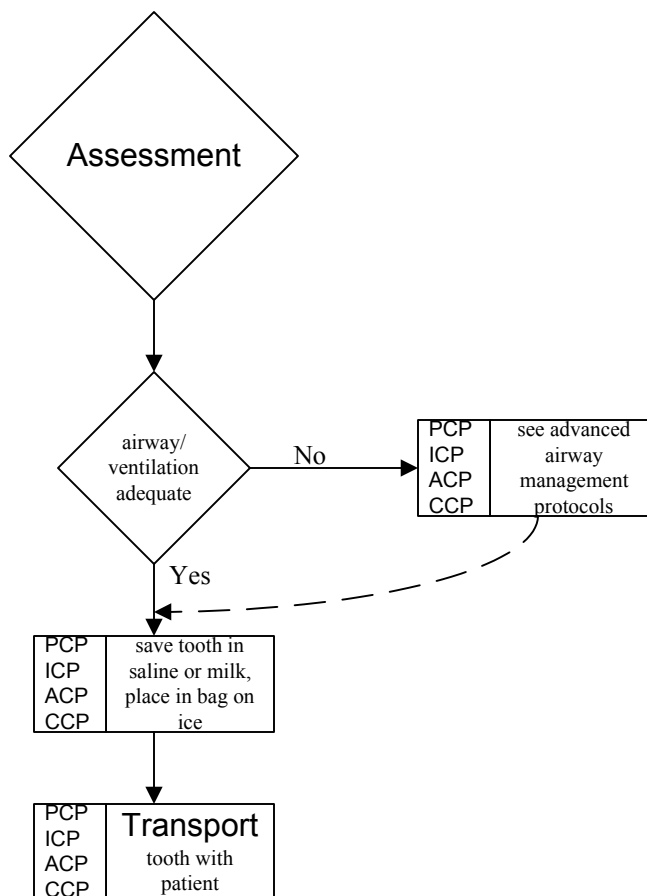 Assessment
airway/
ventilation
adequate
No
PCP
ICP
ACP
CCP
see advanced
airway
management
protocols
Yes
PCP
ICP
ACP
CCP
save tooth in
saline or milk,
place in bag on
ice
PCP
ICP
ACP
CCP
Transport
tooth with
patient